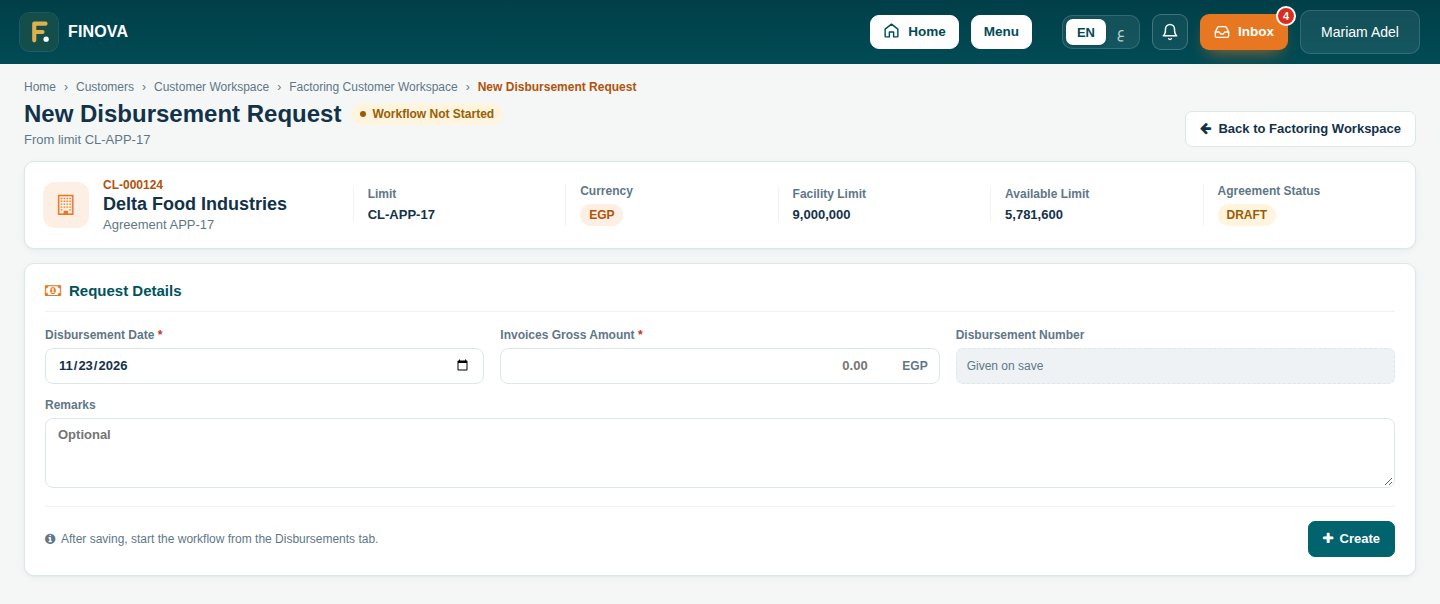 FINOVA
Home
Menu
EN
ع
Inbox
4
Mariam Adel
Home › Customers › Customer Workspace › Factoring Customer Workspace › New Disbursement Request
New Disbursement Request
Workflow Not Started
From limit CL-APP-17
Back to Factoring Workspace
CL-000124
Delta Food Industries
Agreement APP-17
Limit
CL-APP-17
Currency
EGP
Facility Limit
9,000,000
Available Limit
5,781,600
Agreement Status
DRAFT
Request Details
Disbursement Date *
11/23/2026
Invoices Gross Amount *
0.00 EGP
Disbursement Number
Given on save
Remarks
Optional
After saving, start the workflow from the Disbursements tab.
Create